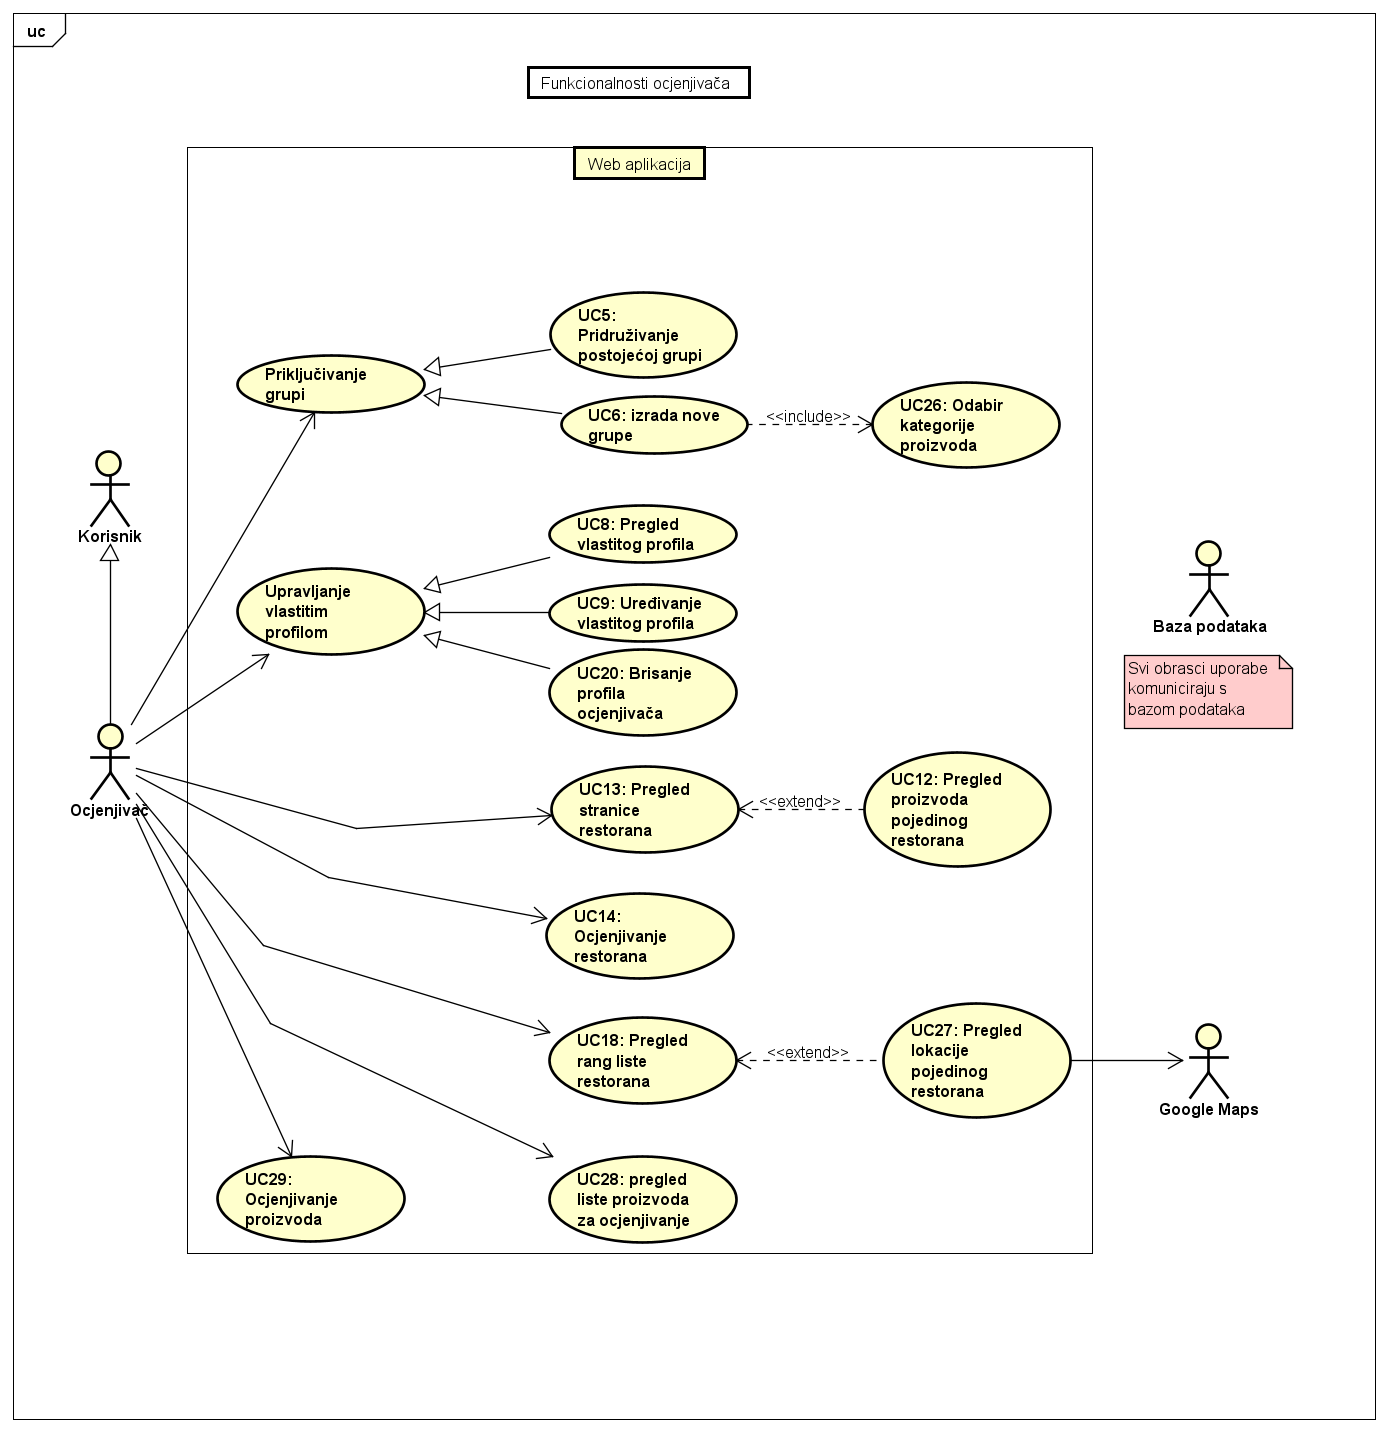 uc
Funkcionalnosti ocjenjivača
Web aplikacija
UC5:
Pridruživanje
postojećoj grupi
Priključivanje
grupi
UC6: izrada nove
grupe
<<include>>
UC26: Odabir
kategorije
proizvoda
Korisnik
UC8: Pregled
vlastitog profila
Upravljanje
vlastitim
profilom
UC9: Uređivanje
vlastitog profila
UC20: Brisanje
profila
ocjenjivača
Baza podataka
Svi obrasci uporabe
komuniciraju s
bazom podataka
Ocjenjivač
UC13: Pregled
stranice
restorana
<<extend>>
UC12: Pregled
proizvoda
pojedinog
restorana
UC14:
Ocjenjivanje
restorana
UC18: Pregled
rang liste
restorana
<<extend>>
UC27: Pregled
lokacije
pojedinog
restorana
Google Maps
UC29:
Ocjenjivanje
proizvoda
UC28: pregled
liste proizvoda
za ocjenjivanje